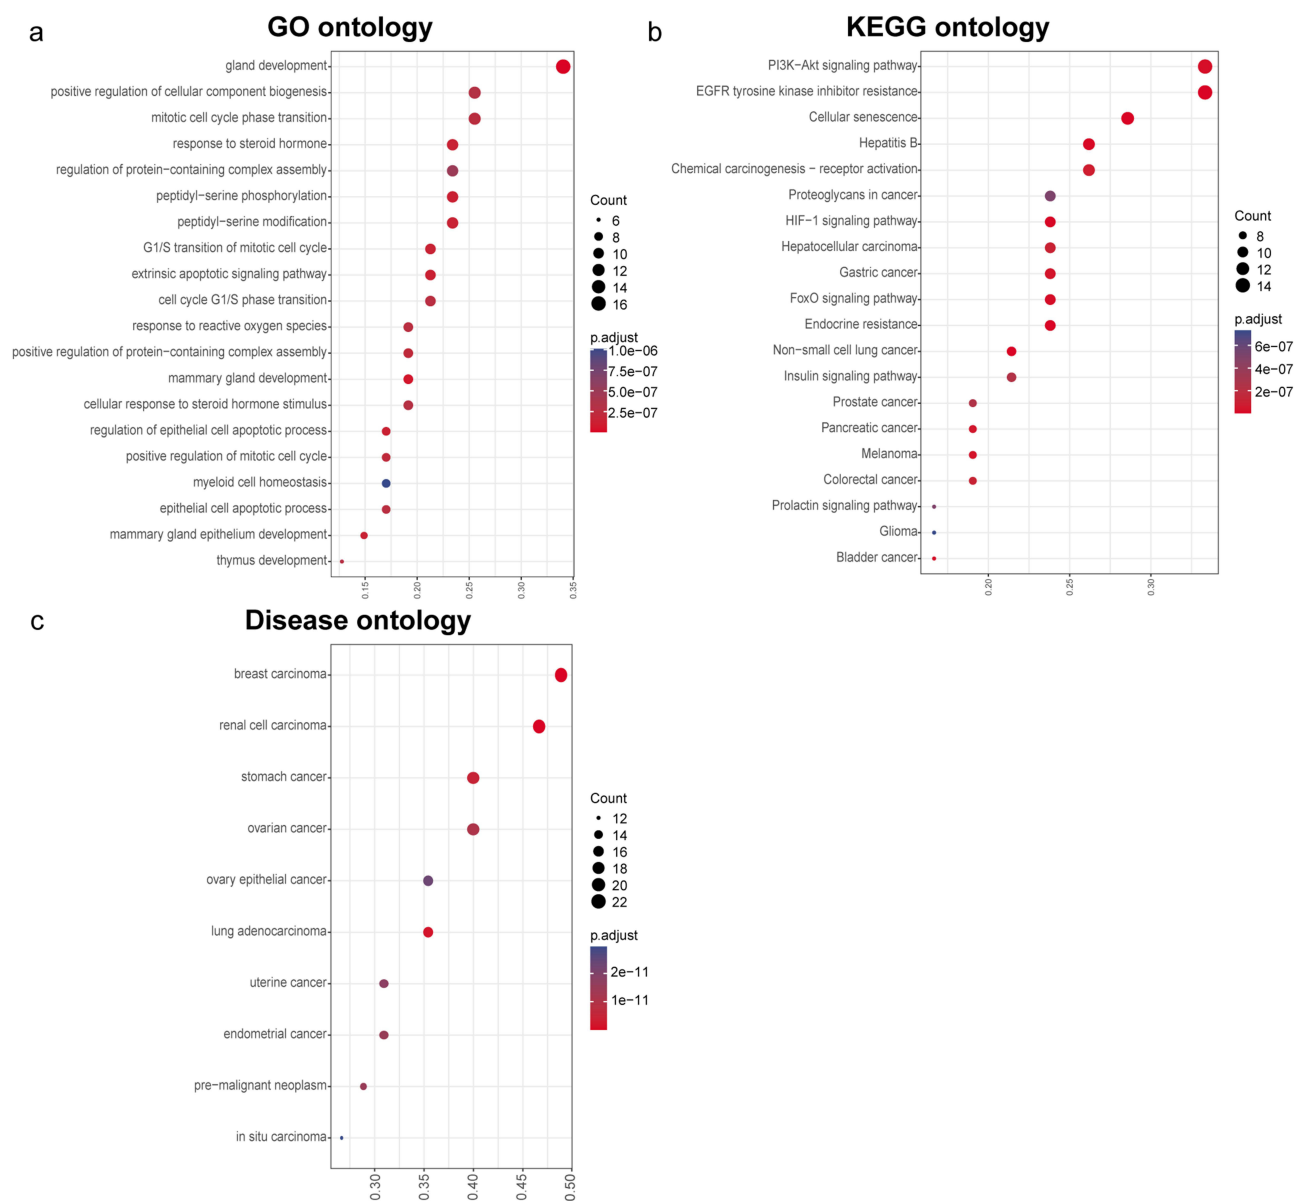 a
GO ontology
gland development
positive regulation of cellular component biogenesis
mitotic cell cycle phase transition
response to steroid hormone
regulation of protein−containing complex assembly
peptidyl−serine phosphorylation
peptidyl−serine modification
G1/S transition of mitotic cell cycle
extrinsic apoptotic signaling pathway
cell cycle G1/S phase transition
response to reactive oxygen species
positive regulation of protein−containing complex assembly
mammary gland development
cellular response to steroid hormone stimulus
regulation of epithelial cell apoptotic process
positive regulation of mitotic cell cycle
myeloid cell homeostasis
epithelial cell apoptotic process
mammary gland epithelium development
thymus development
0.15
0.20
0.25
0.30
0.35
Count
6
8
10
12
14
16
p.adjust
1.0e−06
7.5e−07
5.0e−07
2.5e−07
b
KEGG ontology
PI3K−Akt signaling pathway
EGFR tyrosine kinase inhibitor resistance
Cellular senescence
Hepatitis B
Chemical carcinogenesis − receptor activation
Proteoglycans in cancer
HIF−1 signaling pathway
Hepatocellular carcinoma
Gastric cancer
FoxO signaling pathway
Endocrine resistance
Non−small cell lung cancer
Insulin signaling pathway
Prostate cancer
Pancreatic cancer
Melanoma
Colorectal cancer
Prolactin signaling pathway
Glioma
Bladder cancer
0.20
0.25
0.30
Count
8
10
12
14
p.adjust
6e−07
4e−07
2e−07
c
Disease ontology
breast carcinoma
renal cell carcinoma
stomach cancer
ovarian cancer
ovary epithelial cancer
lung adenocarcinoma
uterine cancer
endometrial cancer
pre−malignant neoplasm
in situ carcinoma
0.30
0.35
0.40
0.45
0.50
Count
12
14
16
18
20
22
p.adjust
2e−11
1e−11